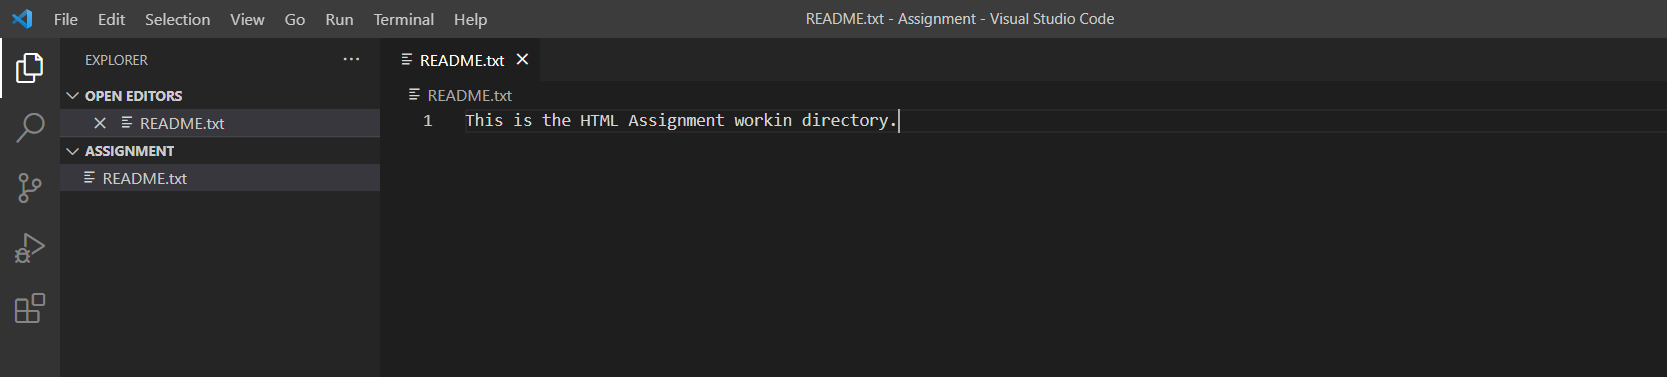 File Edit Selection View Go Run Terminal Help README.txt - Assignment - Visual Studio Code
EXPLORER
OPEN EDITORS
README.txt
ASSIGNMENT
README.txt
README.txt
README.txt
1 This is the HTML Assignment workin directory.